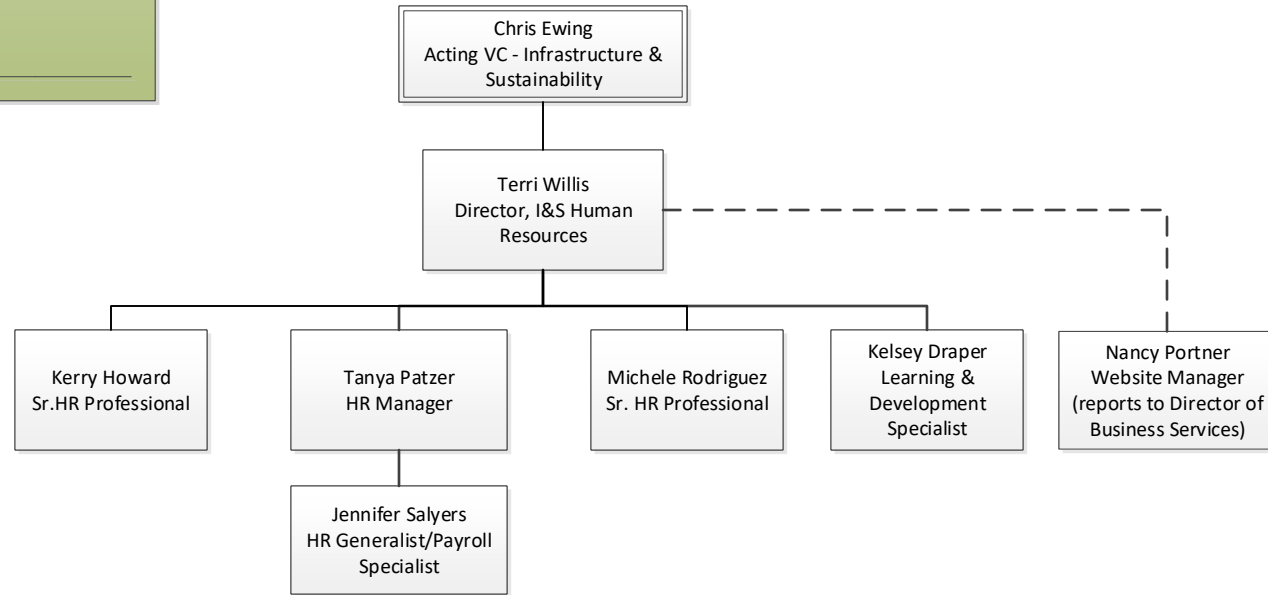 Chris Ewing
Acting VC - Infrastructure &
Sustainability
Terri Willis
Director, I&S Human
Resources
Kerry Howard
Sr.HR Professional
Tanya Patzer
HR Manager
Michele Rodriguez
Sr. HR Professional
Kelsey Draper
Learning &
Development
Specialist
Nancy Portner
Website Manager
(reports to Director of
Business Services)
Jennifer Salyers
HR Generalist/Payroll
Specialist